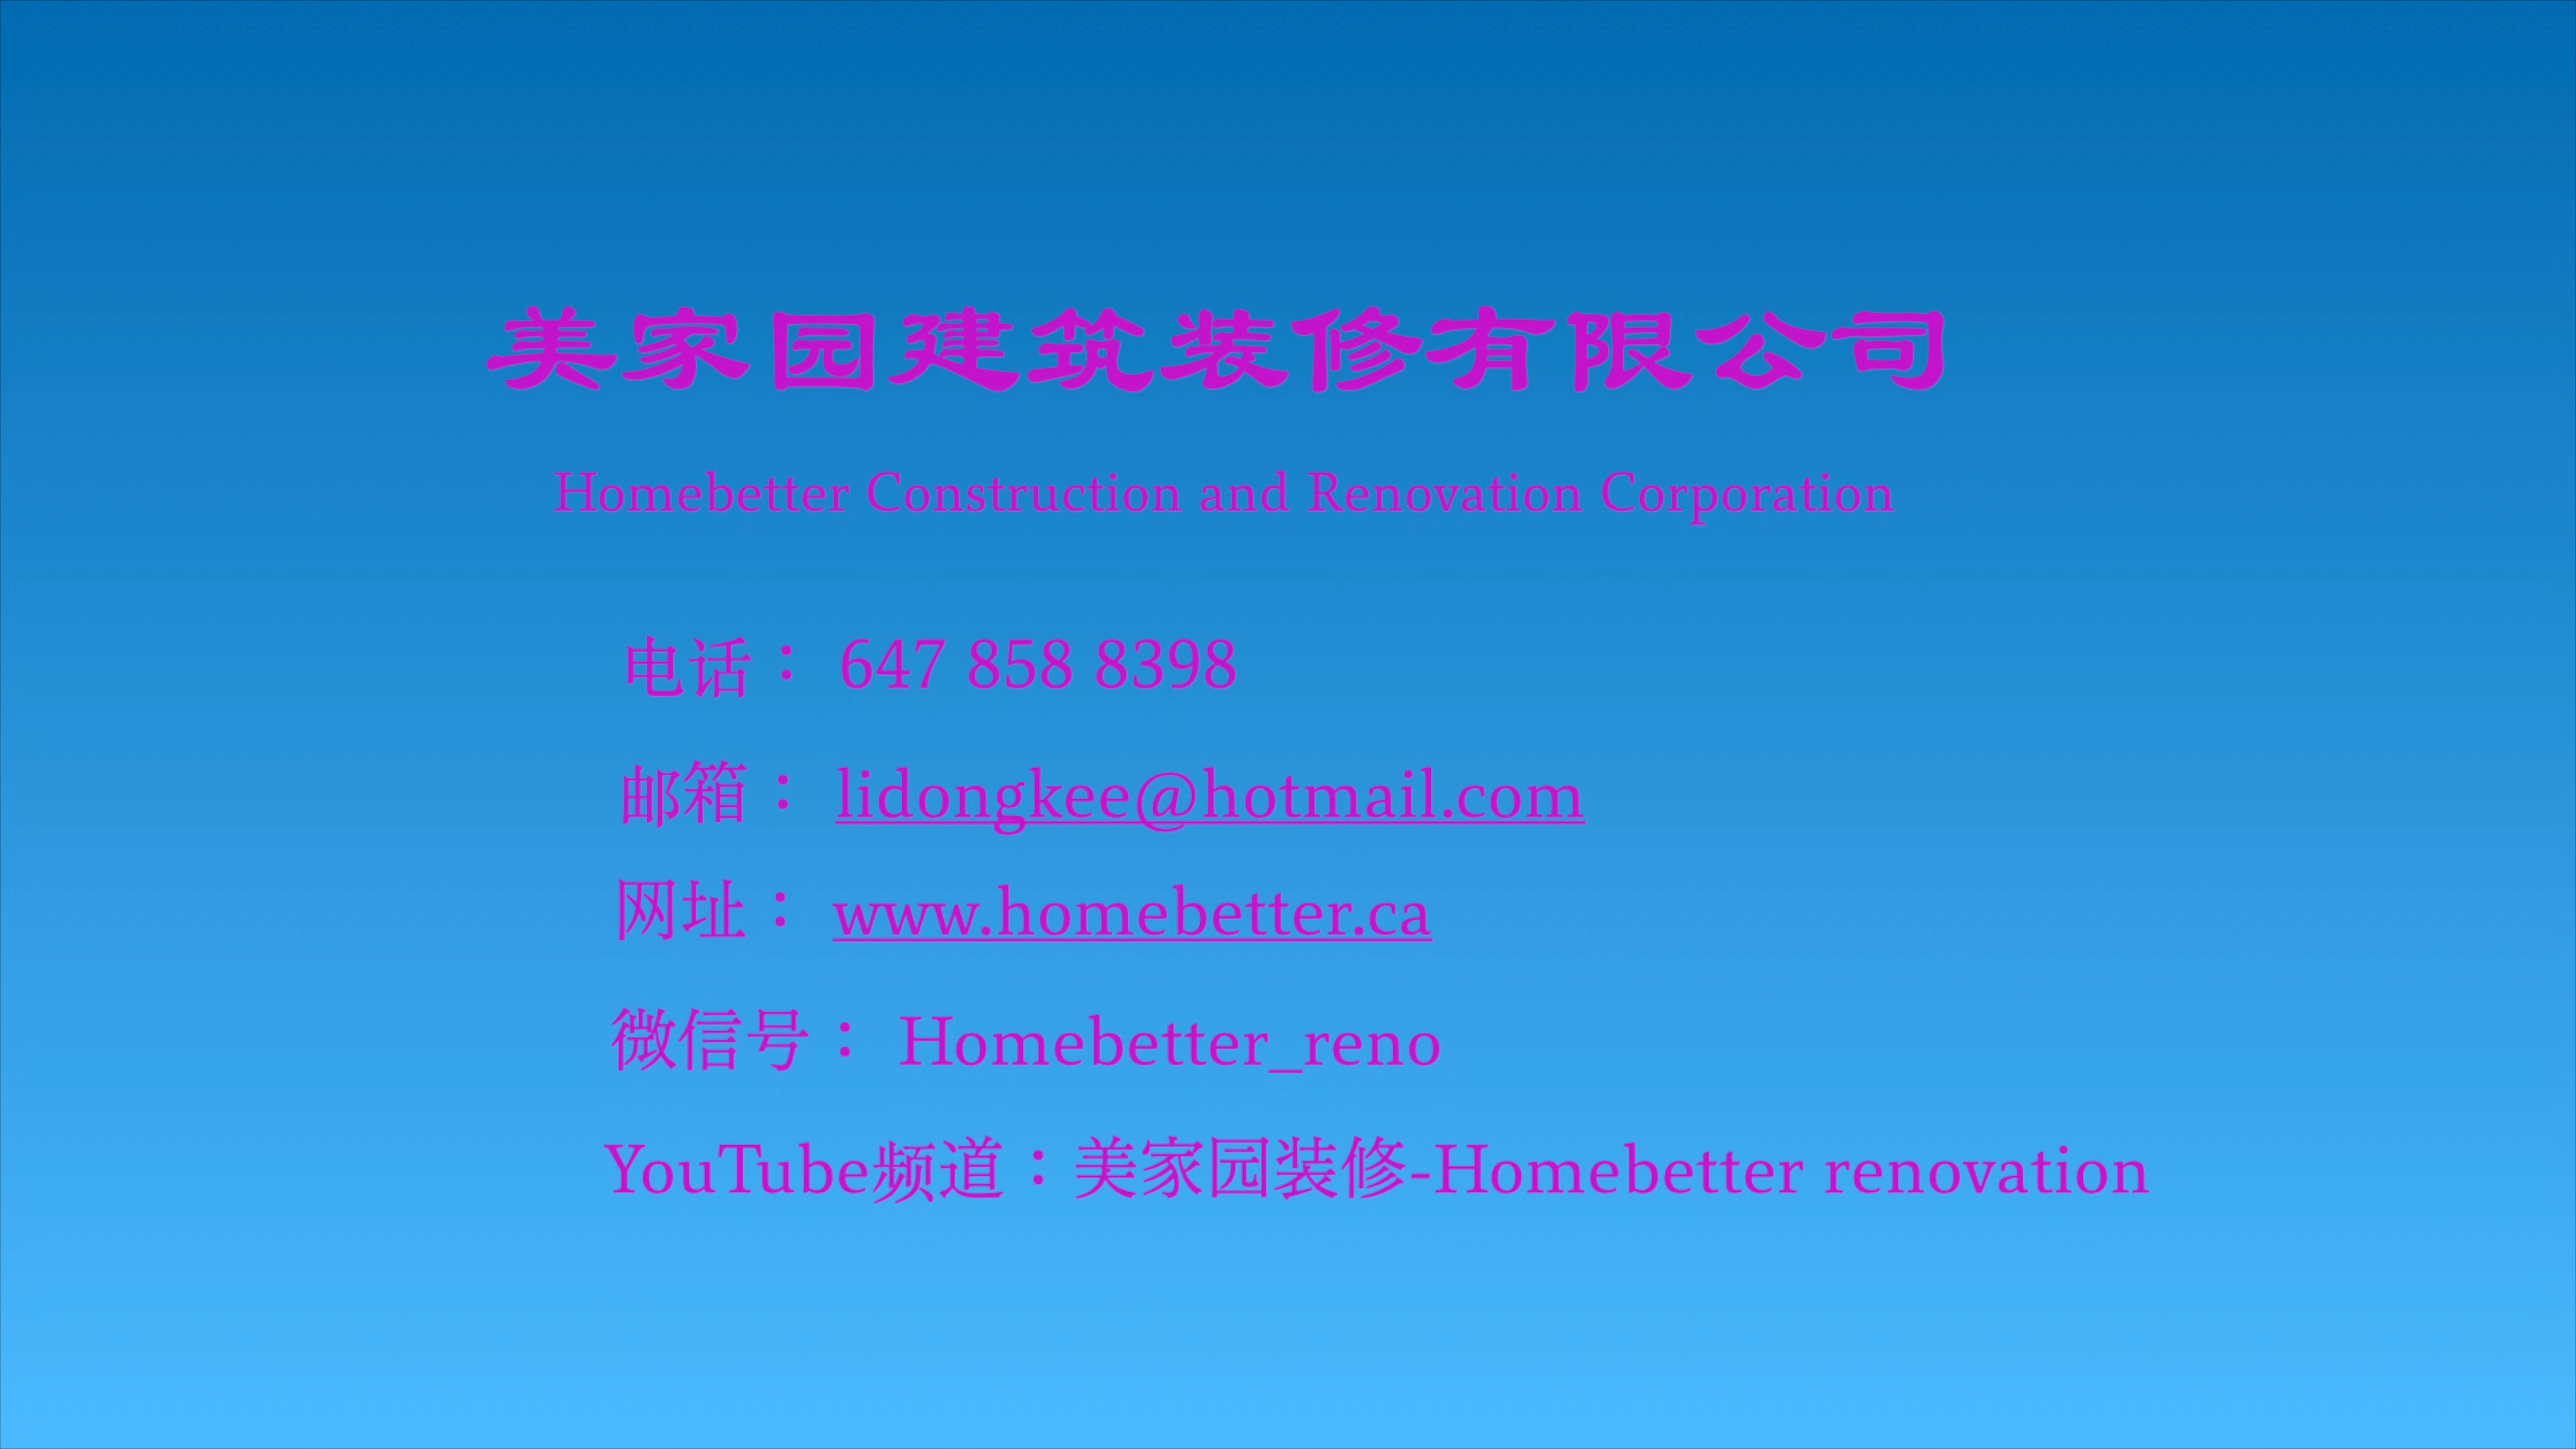 美家园建筑装修有限公司
Homebetter Construction and Renovation Corporation
电话： 647 858 8398
邮箱： lidongkee@hotmail.com
网址： www.homebetter.ca
微信号： Homebetter_reno
YouTube频道：美家园装修-Homebetter renovation